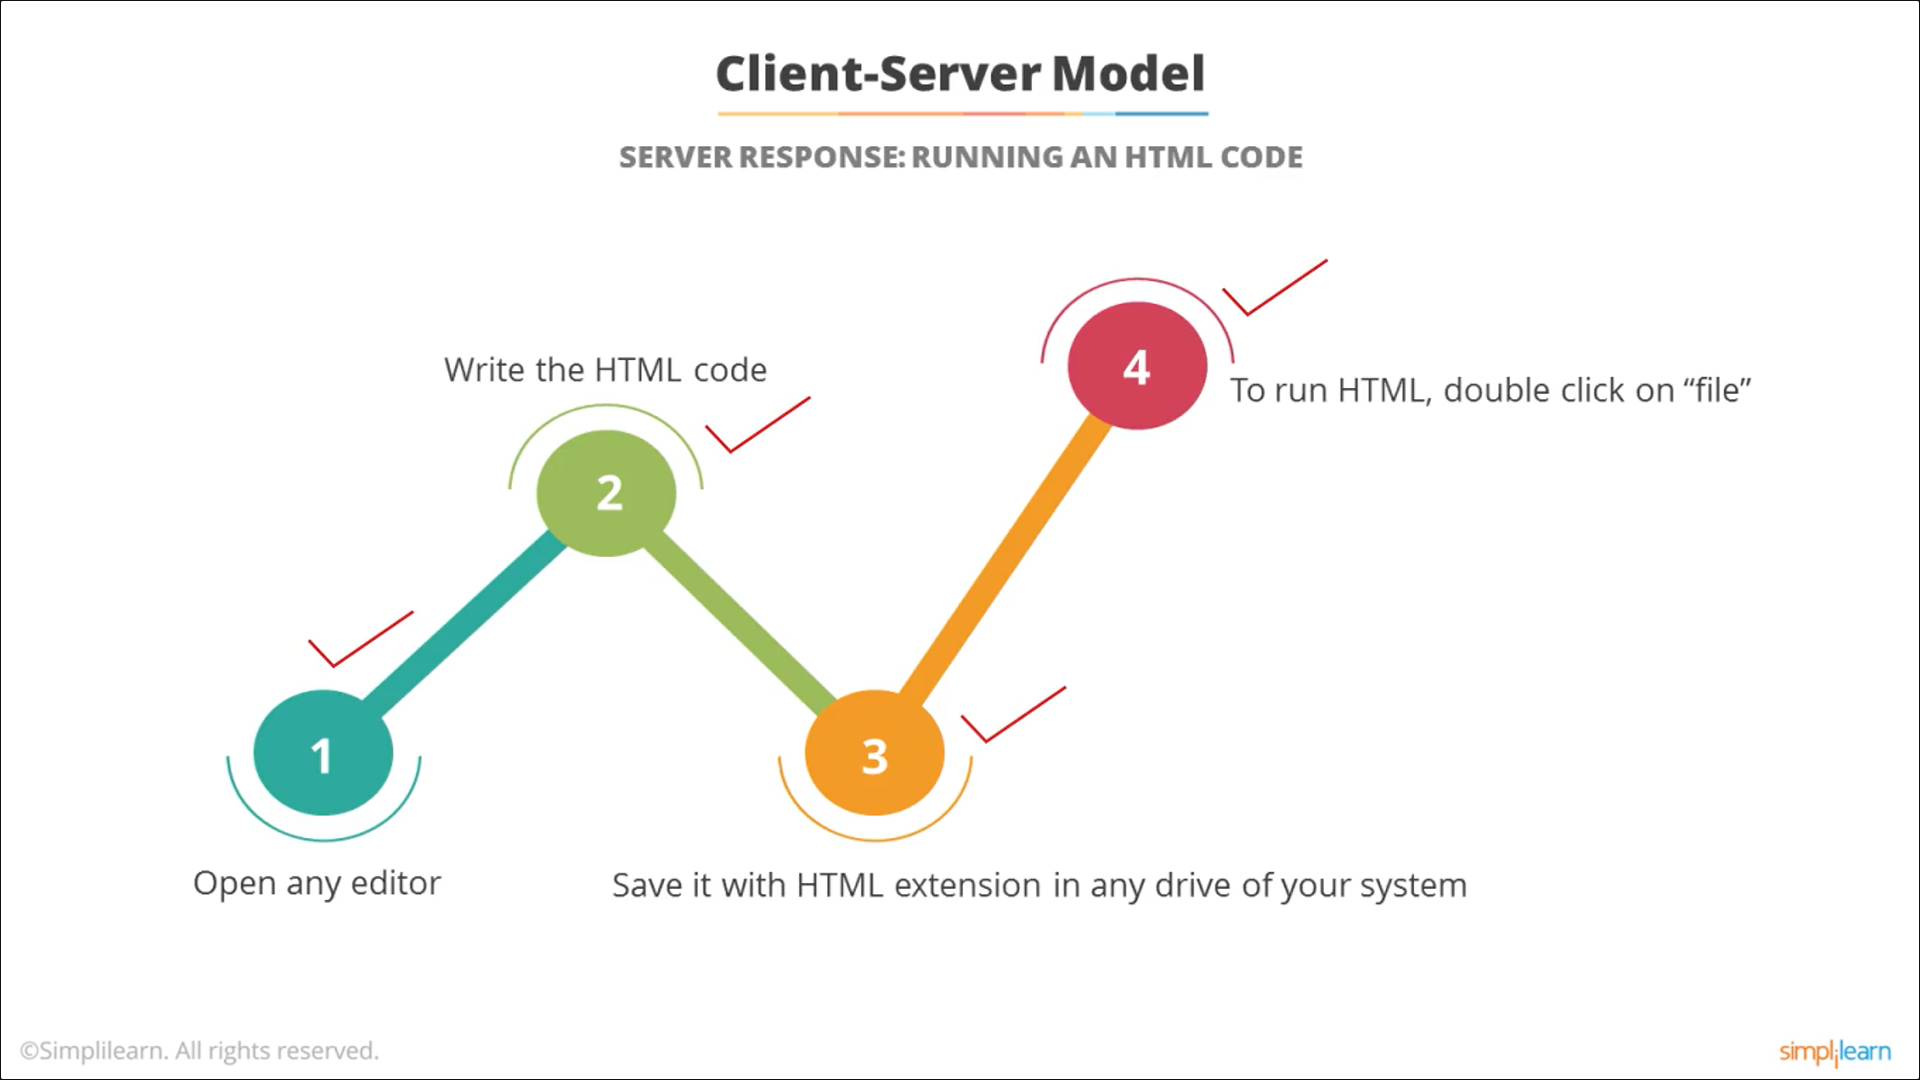 Client-Server Model
SERVER RESPONSE: RUNNING AN HTML CODE
1
Open any editor
2
Write the HTML code
3
Save it with HTML extension in any drive of your system
4
To run HTML, double click on “file”
©Simplilearn. All rights reserved.
simplilearn